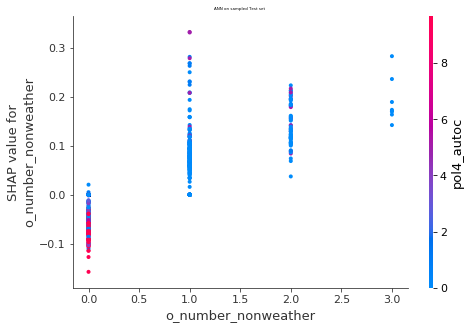 ANN on sampled Test set
0.3
0.2
0.1
0.0
−0.1
SHAP value for
o_number_nonweather
0.0 0.5 1.0 1.5 2.0 2.5 3.0
o_number_nonweather
8
6
4
2
0
pol4_autoc